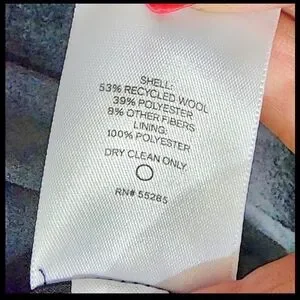 SHELL:
53% RECYCLED WOOL
39% POLYESTER
8% OTHER FIBERS
LINING:
100% POLYESTER
DRY CLEAN ONLY
RN# 55285